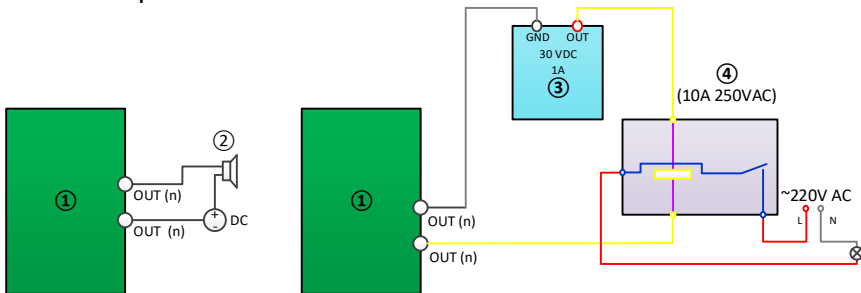 ①
②
OUT (n)
OUT (n)
+
-
DC
①
OUT (n)
OUT (n)
GND OUT
30 VDC
1A
③
④
(10A 250VAC)
~220V AC
L N